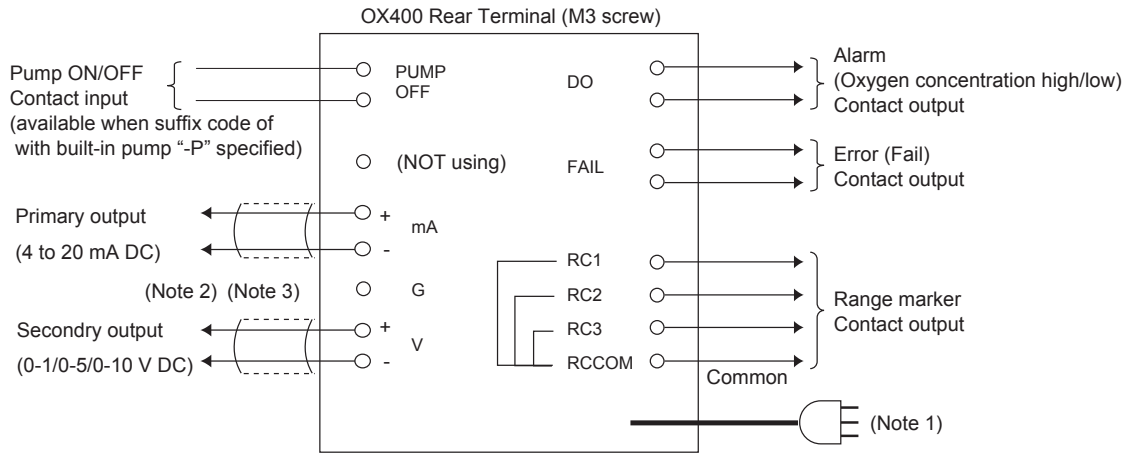 OX400 Rear Terminal (M3 screw)
Pump ON/OFF
Contact input
(available when suffix code of
with built-in pump “-P” specified)
PUMP
OFF
(NOT using)
Primary output
(4 to 20 mA DC)
+
mA
-
(Note 2) (Note 3)
G
Secondry output
(0-1/0-5/0-10 V DC)
+
V
-
DO
Alarm
(Oxygen concentration high/low)
Contact output
FAIL
Error (Fail)
Contact output
RC1
RC2
RC3
RCCOM
Common
Range marker
Contact output
(Note 1)